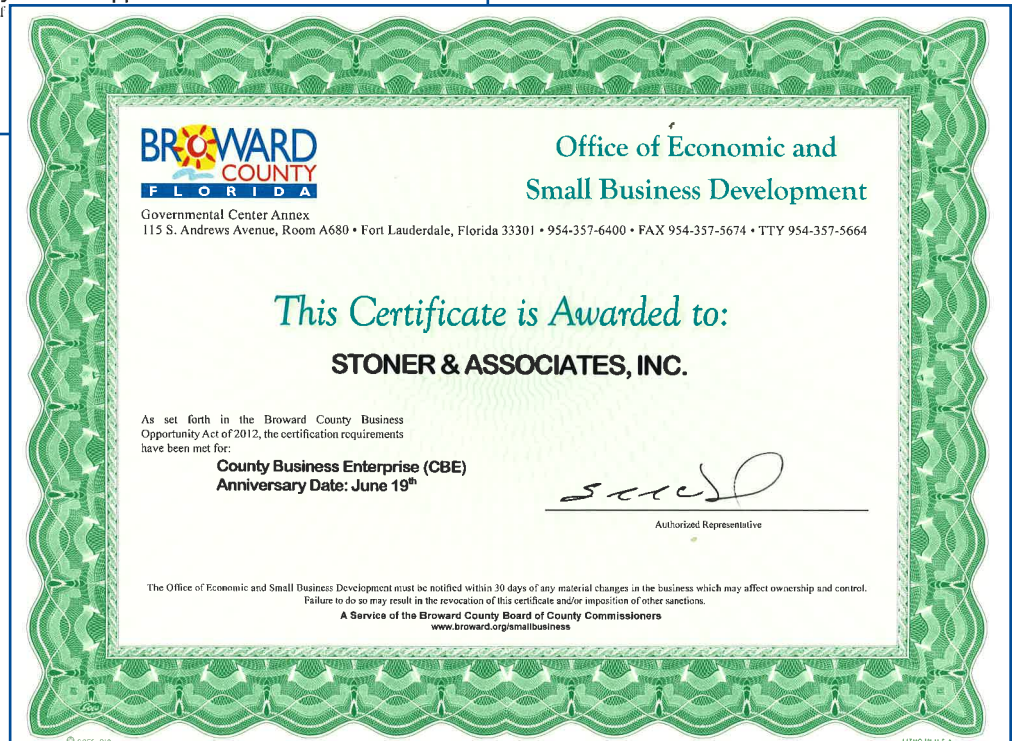 BROWARD
COUNTY
FLORIDA
Office of Economic and
Small Business Development
Governmental Center Annex
115 S. Andrews Avenue, Room A680 • Fort Lauderdale, Florida 33301 • 954-357-6400 • FAX 954-357-5674 • TTY 954-357-5664
This Certificate is Awarded to:
STONER & ASSOCIATES, INC.
As set forth in the Broward County Business
Opportunity Act of 2012, the certification requirements
have been met for:
County Business Enterprise (CBE)
Anniversary Date: June 19th
Authorized Representative
The Office of Economic and Small Business Development must be notified within 30 days of any material changes in the business which may affect ownership and control.
Failure to do so may result in the revocation of this certificate and/or imposition of other sanctions.
A Service of the Broward County Board of County Commissioners
www.broward.org/smallbusiness